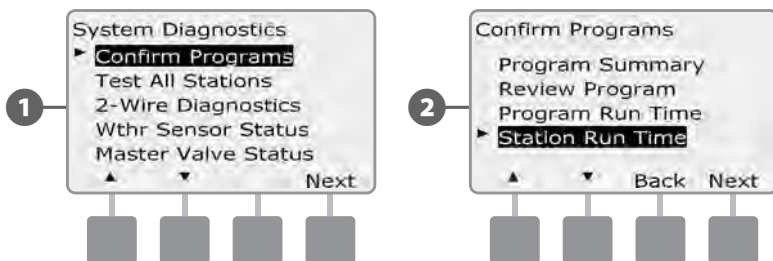 1
System Diagnostics
Confirm Programs
Test All Stations
2-Wire Diagnostics
Wthr Sensor Status
Master Valve Status
Next
2
Confirm Programs
Program Summary
Review Program
Program Run Time
Station Run Time
Back Next